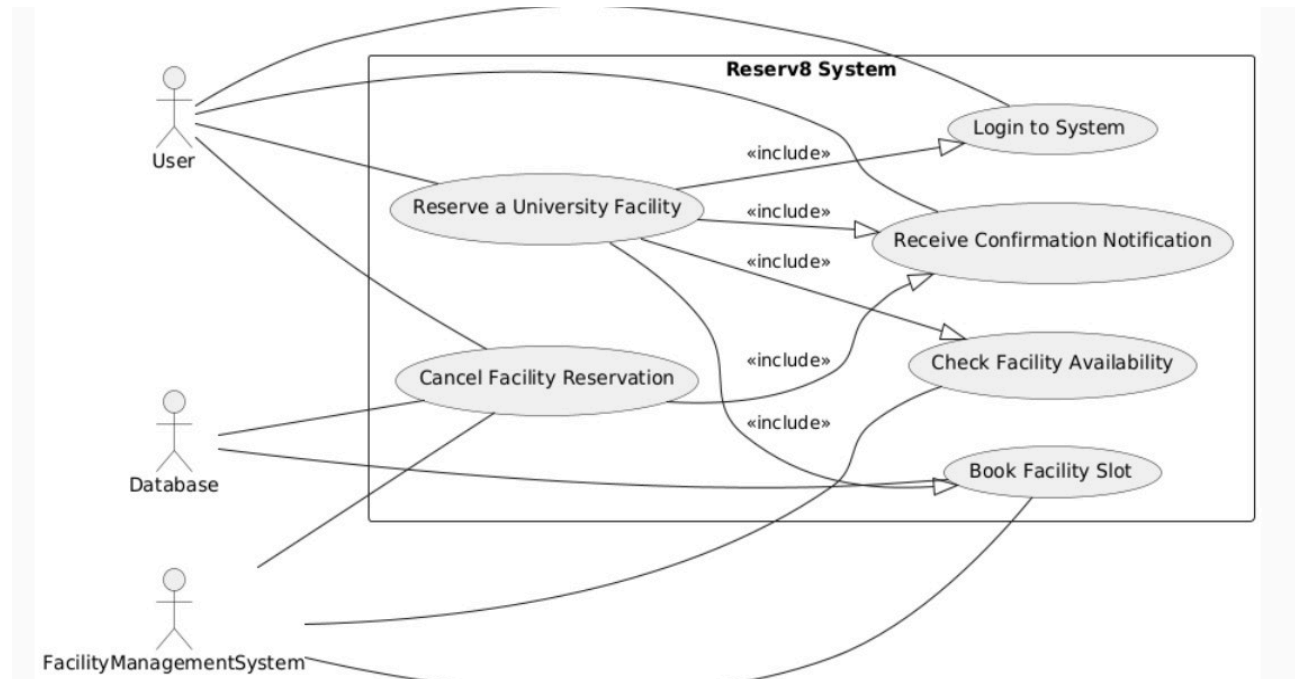 Reserv8 System
User
Login to System
«include»
Reserve a University Facility
«include»
Receive Confirmation Notification
«include»
Cancel Facility Reservation
«include»
Check Facility Availability
«include»
Database
Book Facility Slot
FacilityManagementSystem